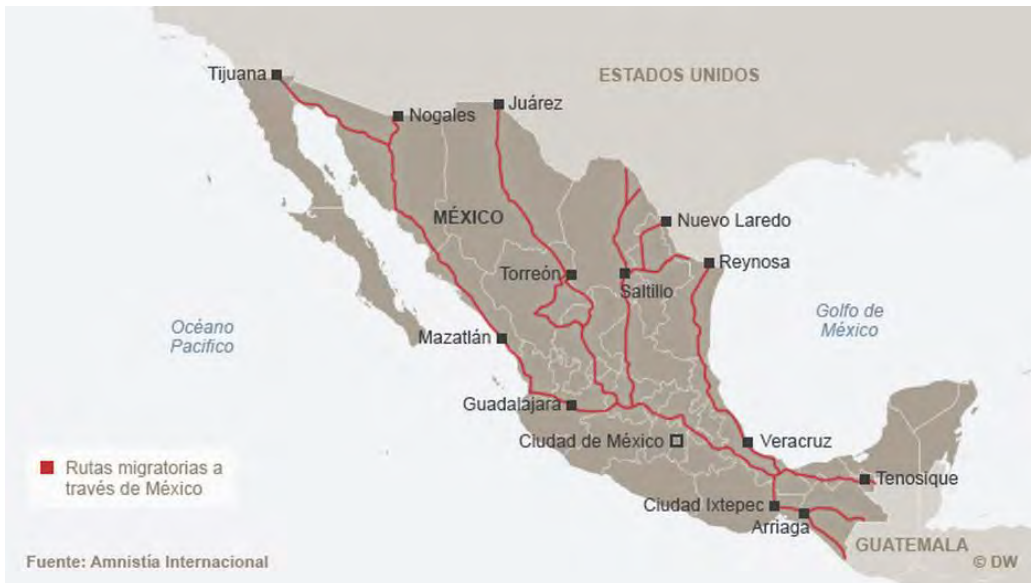 Tijuana
ESTADOS UNIDOS
Nogales
Juárez
MÉXICO
Nuevo Laredo
Torreón
Saltillo
Reynosa
Océano
Pacifico
Golfo de
México
Mazatlán
Guadalajara
Ciudad de México
Veracruz
Rutas migratorias a
través de México
Tenosique
Ciudad Ixtepec
Arriaga
GUATEMALA
Fuente: Amnistía Internacional
© DW